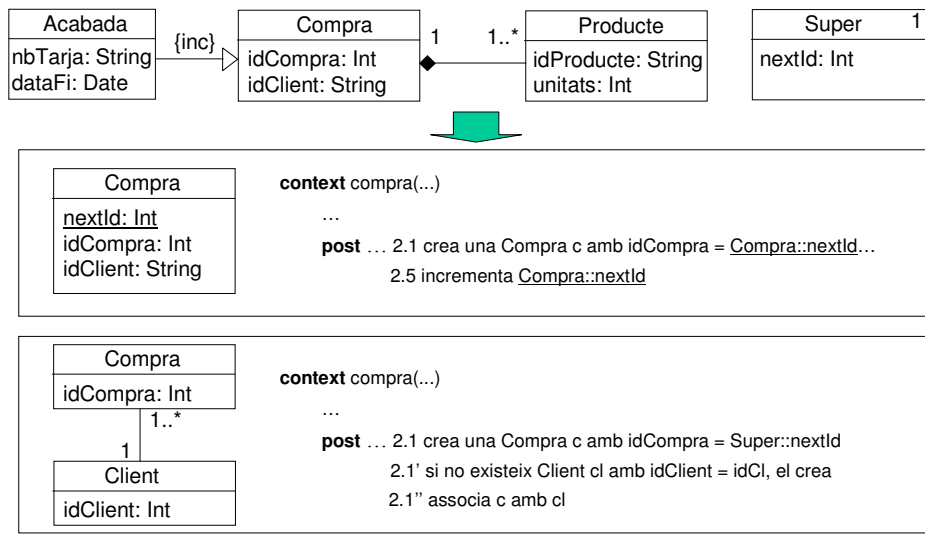 Acabada
nbTarja: String
dataFi: Date
{inc}
Compra
idCompra: Int
idClient: String
1
1..*
Producte
idProducte: String
unitats: Int
Super
1
nextId: Int
Compra
nextId: Int
idCompra: Int
idClient: String
context compra(...)
…
post … 2.1 crea una Compra c amb idCompra = Compra::nextId…
2.5 incrementa Compra::nextId
Compra
idCompra: Int
1..*
1
Client
idClient: Int
context compra(...)
…
post … 2.1 crea una Compra c amb idCompra = Super::nextId
2.1' si no existeix Client cl amb idClient = idCl, el crea
2.1'' associa c amb cl